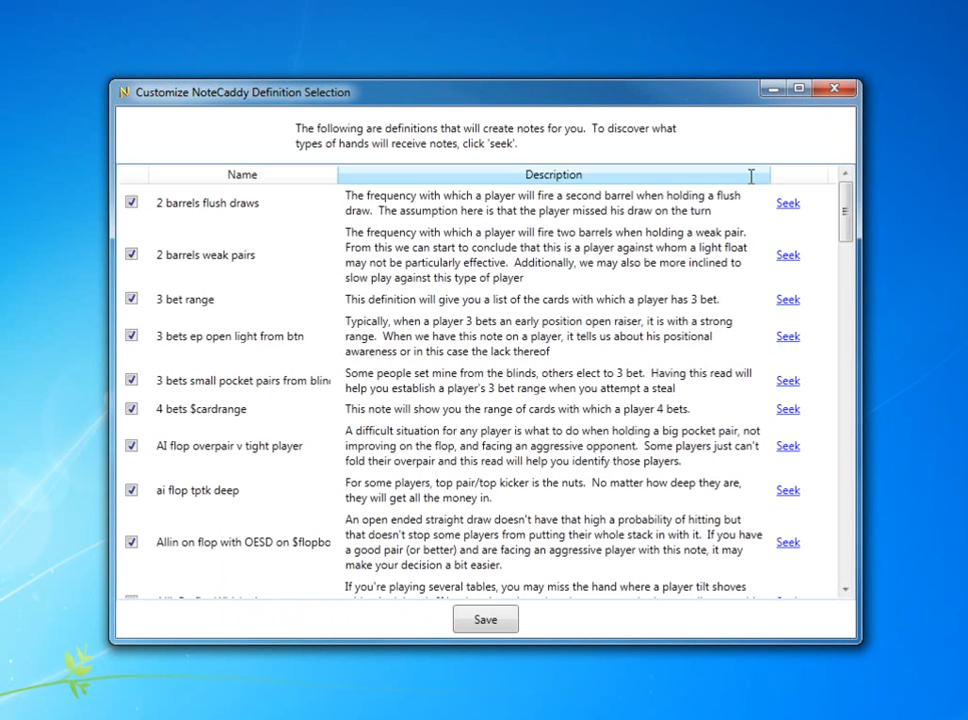 Customize NoteCaddy Definition Selection
The following are definitions that will create notes for you.  To discover what
types of hands will receive notes, click 'seek'.
Name Description
2 barrels flush draws
The frequency with which a player will fire a second barrel when holding a flush
draw.  The assumption here is that the player missed his draw on the turn
Seek
2 barrels weak pairs
The frequency with which a player will fire two barrels when holding a weak pair.
From this we can start to conclude that this is a player against whom a light float
may not be particularly effective.  Additionally, we may also be more inclined to
slow play against this type of player
Seek
3 bet range
This definition will give you a list of the cards with which a player has 3 bet.
Seek
3 bets ep open light from btn
Typically, when a player 3 bets an early position open raiser, it is with a strong
range.  When we have this note on a player, it tells us about his positional
awareness or in this case the lack thereof
Seek
3 bets small pocket pairs from blin
Some people set mine from the blinds, others elect to 3 bet.  Having this read will
help you establish a player's 3 bet range when you attempt a steal
Seek
4 bets $cardrange
This note will show you the range of cards with which a player 4 bets.
Seek
AI flop overpair v tight player
A difficult situation for any player is what to do when holding a big pocket pair, not
improving on the flop, and facing an aggressive opponent.  Some players just can't
fold their overpair and this read will help you identify those players.
Seek
ai flop tptk deep
For some players, top pair/top kicker is the nuts.  No matter how deep they are,
they will get all the money in.
Seek
Allin on flop with OESD on $flopbo
An open ended straight draw doesn't have that high a probability of hitting but
that doesn't stop some players from putting their whole stack in with it.  If you have
a good pair (or better) and are facing an aggressive player with this note, it may
make your decision a bit easier.
Seek
If you're playing several tables, you may miss the hand where a player tilt shoves
Save